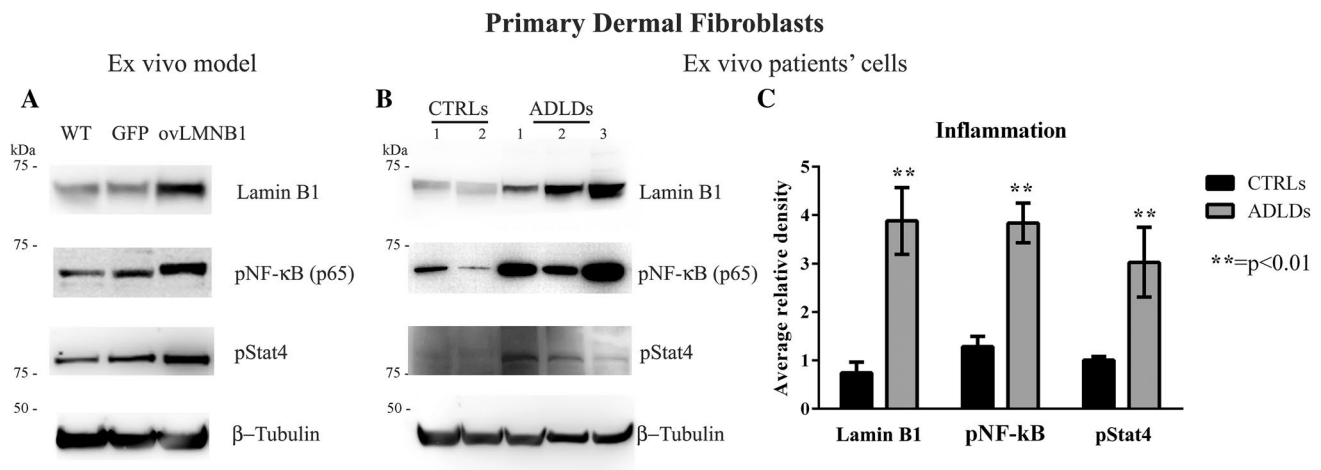 Primary Dermal Fibroblasts
Ex vivo model
Ex vivo patients' cells
A
WT GFP ovLMNB1
kDa
75 -
Lamin B1
75 -
pNF-κB (p65)
pStat4
75 -
50 -
β–Tubulin
B
CTRLs ADLDs
1 2 1 2 3
kDa
75 -
Lamin B1
75 -
pNF-κB (p65)
pStat4
75 -
50 -
β–Tubulin
C
Inflammation
Average relative density
5
4
3
2
1
0
** ** **
Lamin B1 pNF-kB pStat4
CTRLs
ADLDs
**=p<0.01